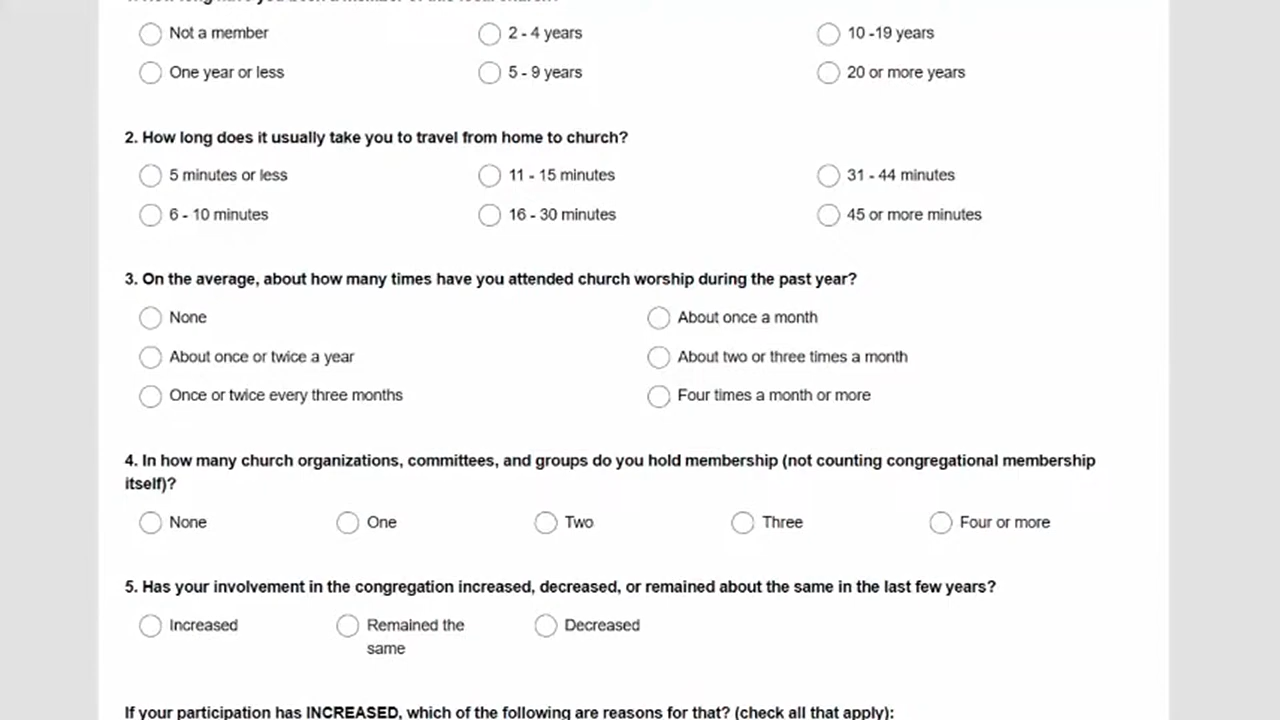 Not a member
2 - 4 years
10 -19 years
One year or less
5 - 9 years
20 or more years
2. How long does it usually take you to travel from home to church?
5 minutes or less
11 - 15 minutes
31 - 44 minutes
6 - 10 minutes
16 - 30 minutes
45 or more minutes
3. On the average, about how many times have you attended church worship during the past year?
None
About once a month
About once or twice a year
About two or three times a month
Once or twice every three months
Four times a month or more
4. In how many church organizations, committees, and groups do you hold membership (not counting congregational membership
itself)?
None
One
Two
Three
Four or more
5. Has your involvement in the congregation increased, decreased, or remained about the same in the last few years?
Increased
Remained the
same
Decreased
If your participation has INCREASED, which of the following are reasons for that? (check all that apply):